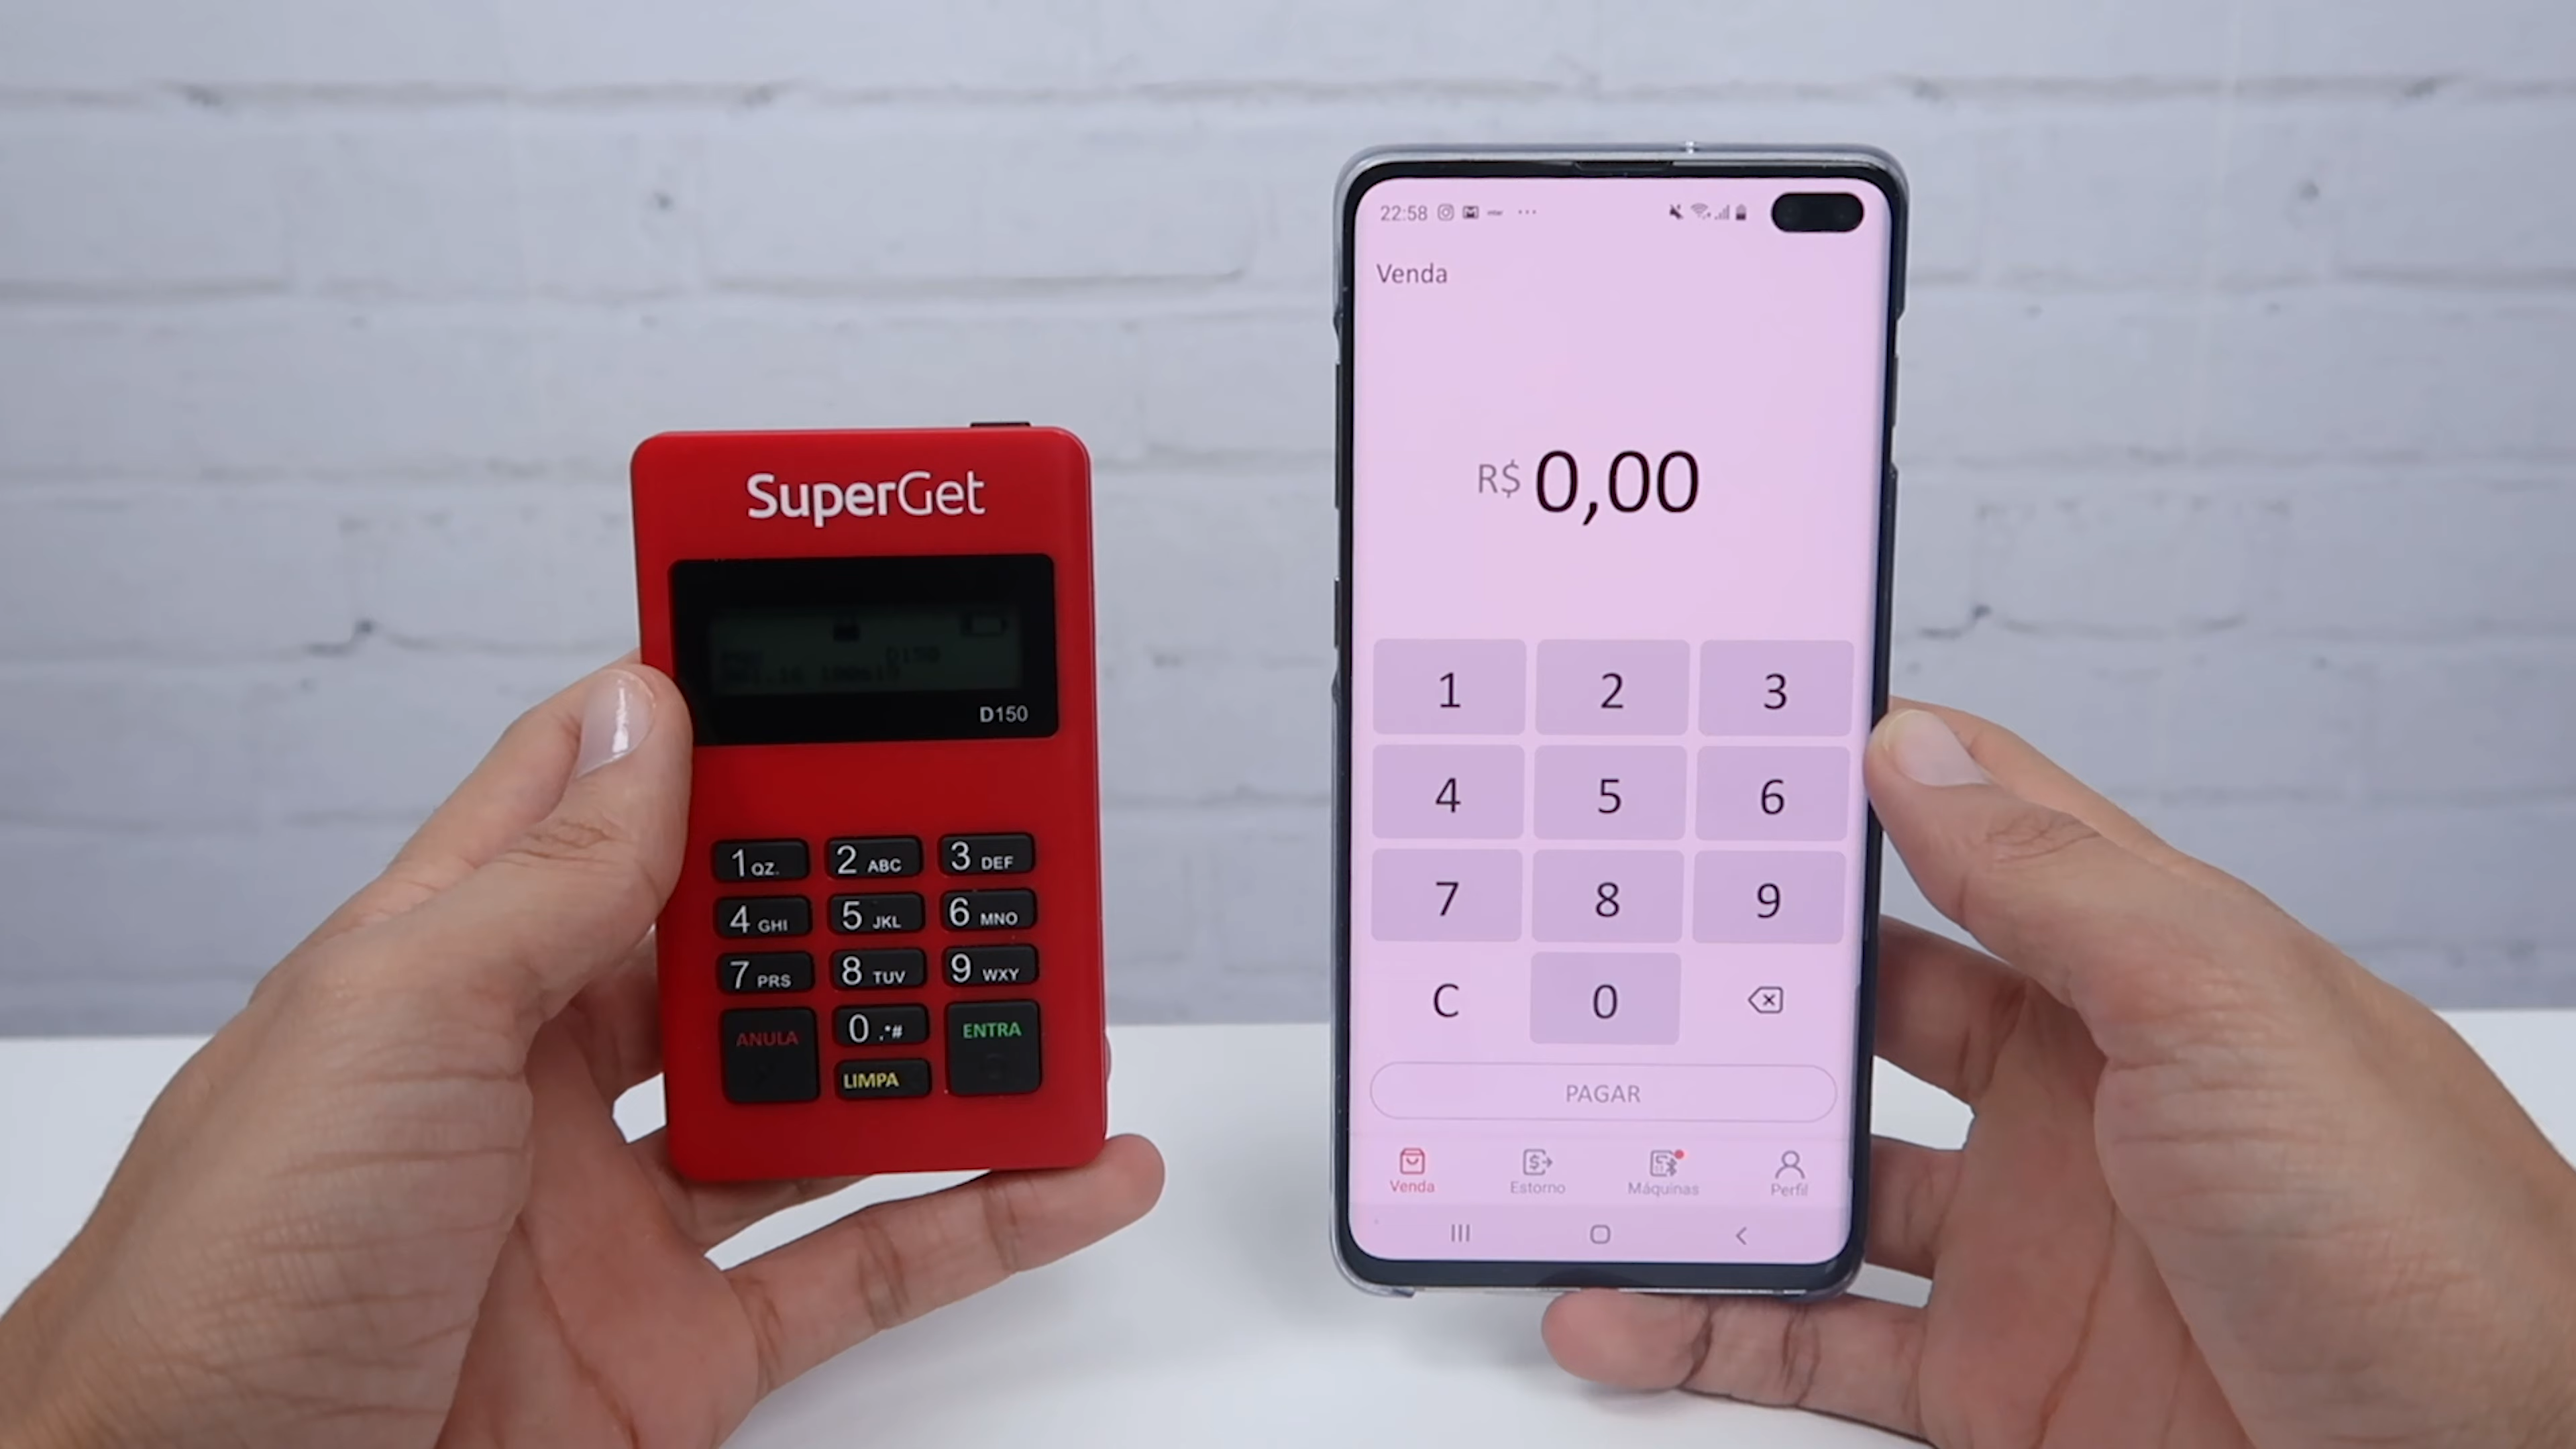 SuperGet
D150
D150
1 QZ.
2 ABC
3 DEF
4 GHI
5 JKL
6 MNO
7 PRS
8 TUV
9 WXY
ANULA
0 .*#
ENTRA
LIMPA
22:58
Venda
R$ 0,00
1 2 3
4 5 6
7 8 9
C 0
PAGAR
Venda Estorno Máquinas Perfil